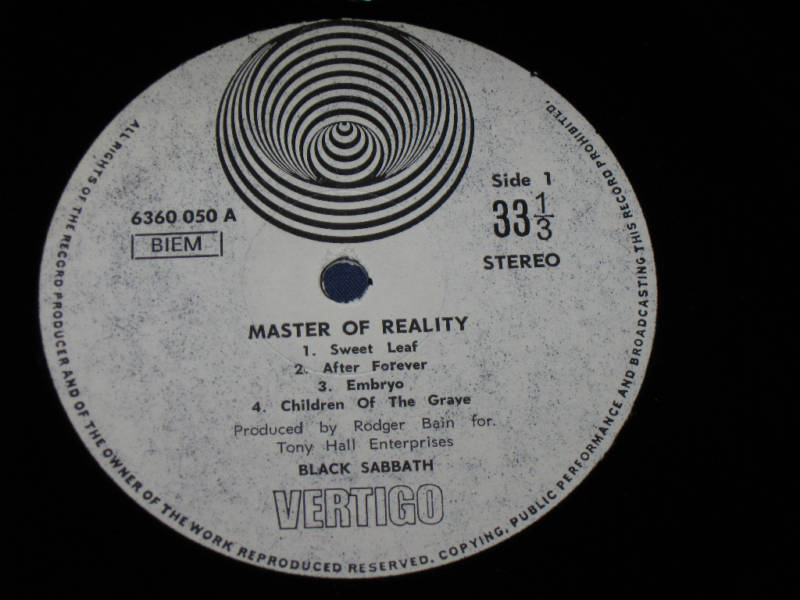 6360 050 A
BIEM
Side 1
33 1/3
STEREO
MASTER OF REALITY
1. Sweet Leaf
2. After Forever
3. Embryo
4. Children Of The Grave
Produced by Rodger Bain for.
Tony Hall Enterprises
BLACK SABBATH
VERTIGO
ALL RIGHTS OF THE RECORD PRODUCER AND OF THE OWNER OF THE WORK REPRODUCED RESERVED. COPYING, PUBLIC PERFORMANCE AND BROADCASTING THIS RECORD PROHIBITED.